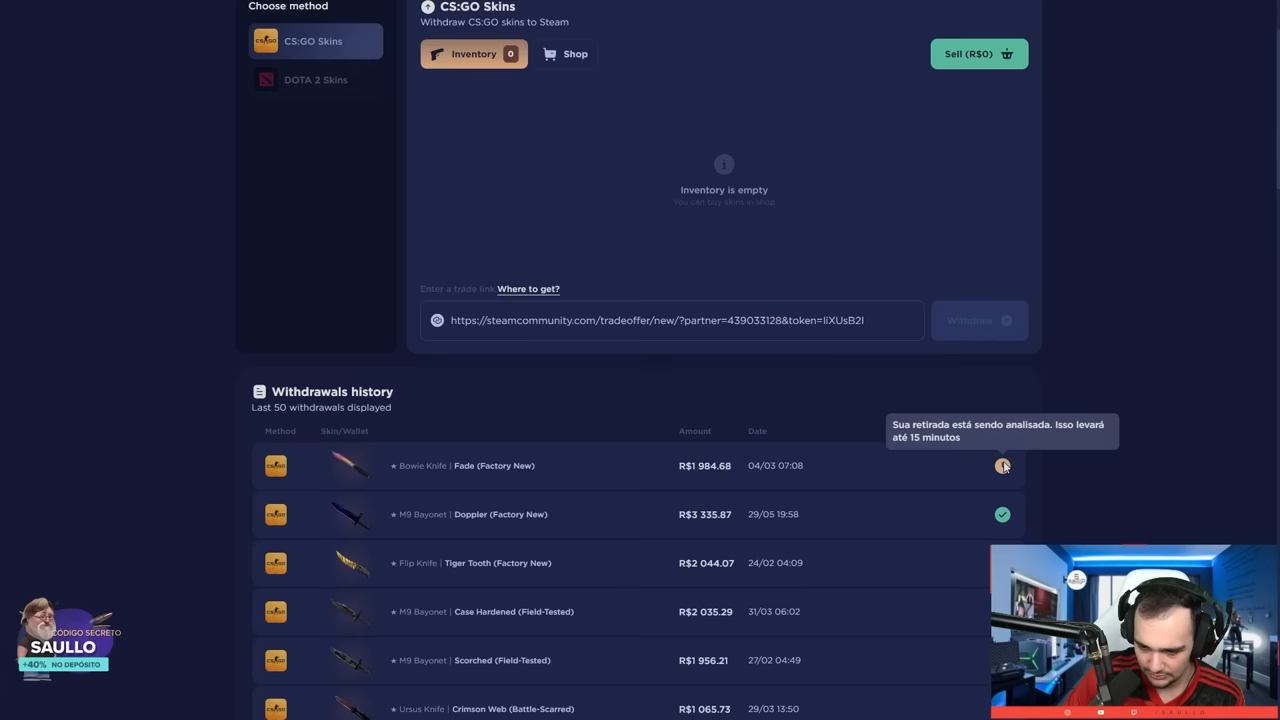 Choose method
CS:GO Skins
DOTA 2 Skins
CS:GO Skins
Withdraw CS:GO skins to Steam
Inventory 0
Shop
Sell (R$0)
Inventory is empty
You can buy skins in shop
Enter a trade link Where to get?
https://steamcommunity.com/tradeoffer/new/?partner=439033128&token=IiXUsB2I
Withdraw
Withdrawals history
Last 50 withdrawals displayed
Method Skin/Wallet Amount Date
Sua retirada está sendo analisada. Isso levará
até 15 minutos
★ Bowie Knife | Fade (Factory New) R$1 984.68 04/03 07:08
★ M9 Bayonet | Doppler (Factory New) R$3 335.87 29/05 19:58
★ Flip Knife | Tiger Tooth (Factory New) R$2 044.07 24/02 04:09
★ M9 Bayonet | Case Hardened (Field-Tested) R$2 035.29 31/03 06:02
★ M9 Bayonet | Scorched (Field-Tested) R$1 956.21 27/02 04:49
★ Ursus Knife | Crimson Web (Battle-Scarred) R$1 065.73 29/03 13:50
CÓDIGO SECRETO
SAULLO
+40% NO DEPÓSITO